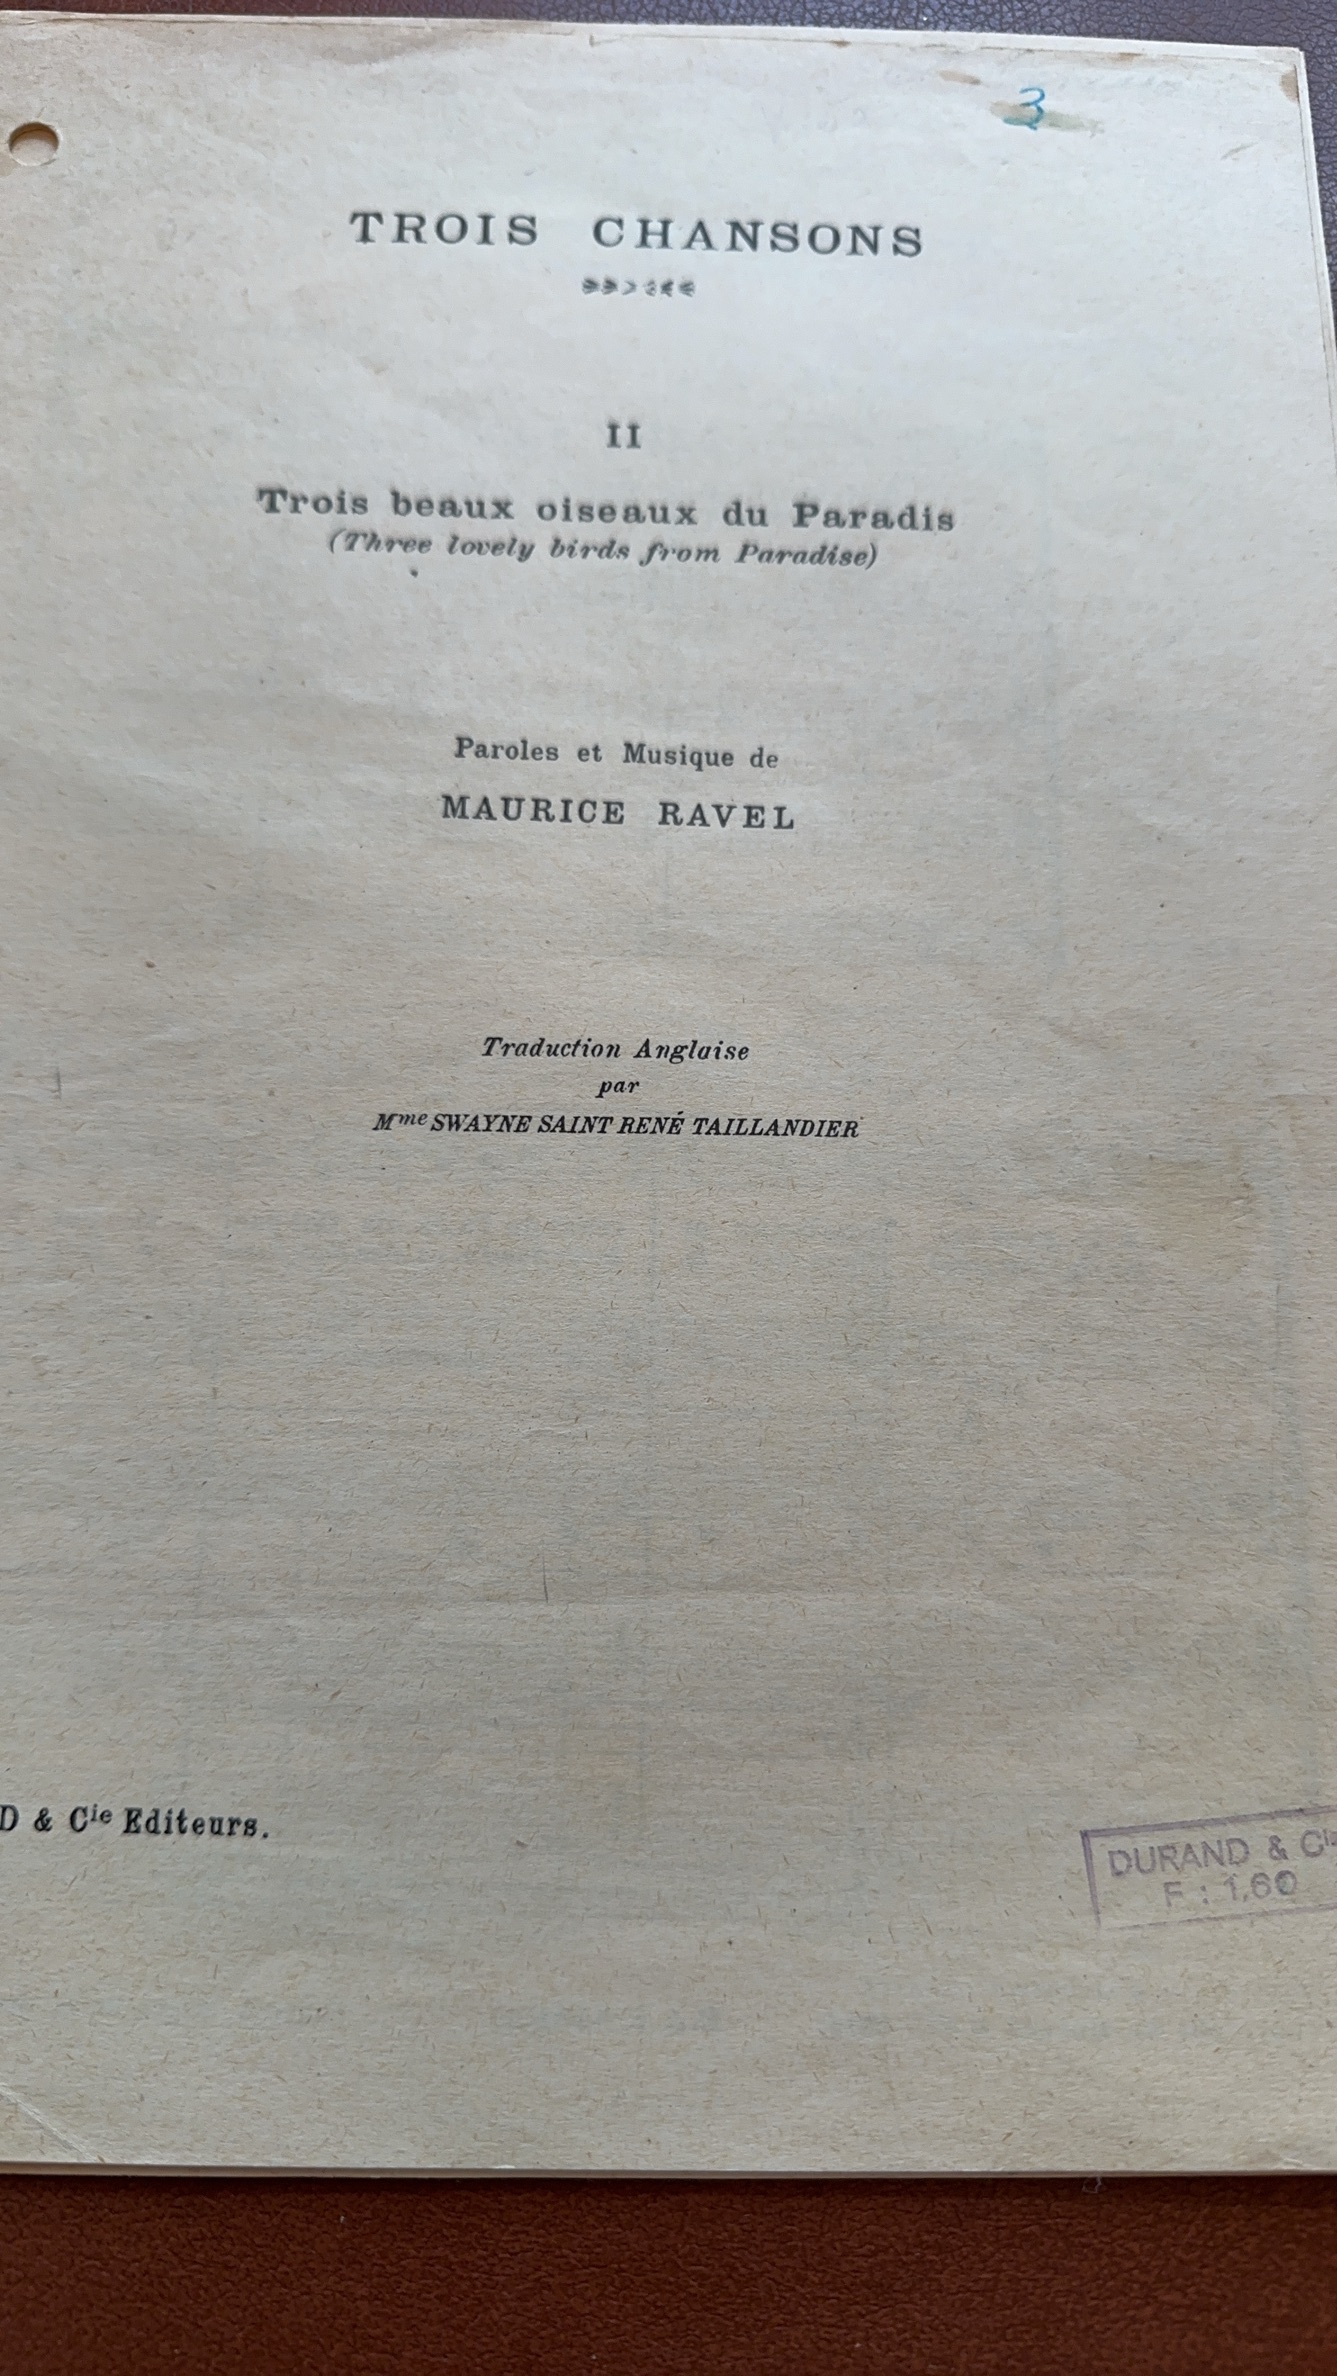 3
TROIS CHANSONS
II
Trois beaux oiseaux du Paradis
(Three lovely birds from Paradise)
Paroles et Musique de
MAURICE RAVEL
Traduction Anglaise
par
Mme SWAYNE SAINT RENÉ TAILLANDIER
D & Cie Editeurs.
DURAND & Cie
F : 1,60